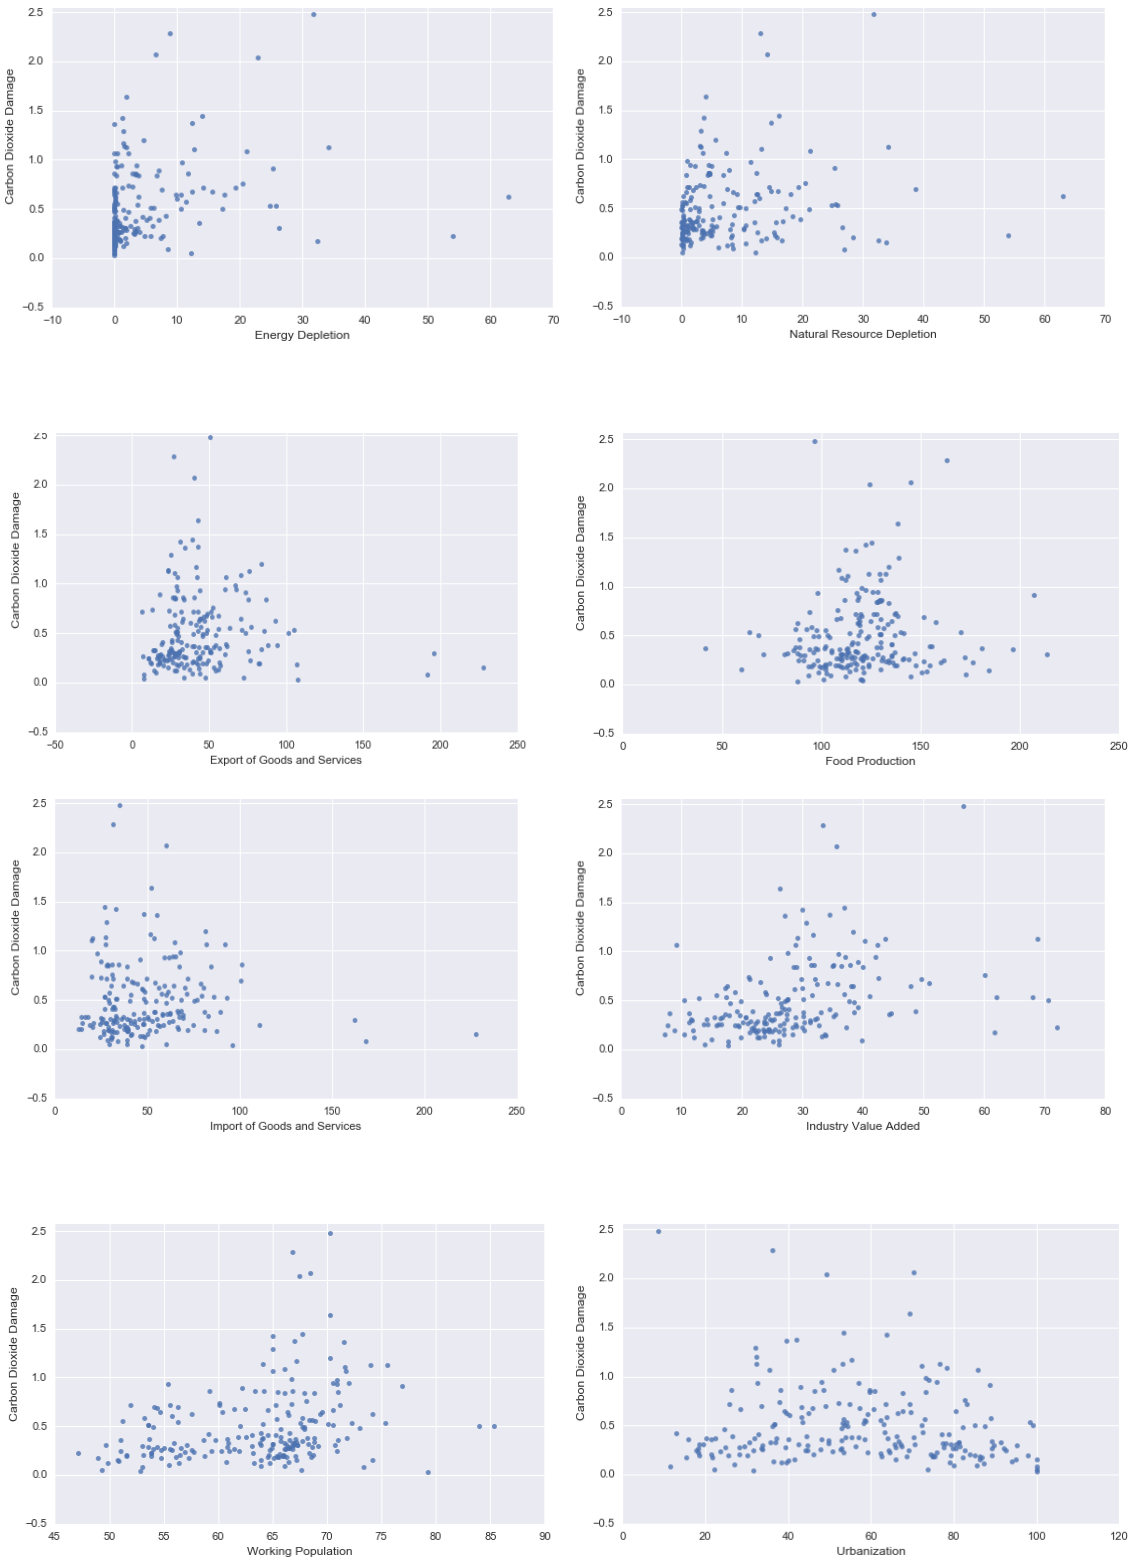 2.5
2.0
1.5
1.0
0.5
0.0
−0.5
Carbon Dioxide Damage
−10 0 10 20 30 40 50 60 70
Energy Depletion
2.5
2.0
1.5
1.0
0.5
0.0
−0.5
Carbon Dioxide Damage
−10 0 10 20 30 40 50 60 70
Natural Resource Depletion
2.5
2.0
1.5
1.0
0.5
0.0
−0.5
Carbon Dioxide Damage
−50 0 50 100 150 200 250
Export of Goods and Services
2.5
2.0
1.5
1.0
0.5
0.0
−0.5
Carbon Dioxide Damage
0 50 100 150 200 250
Food Production
2.5
2.0
1.5
1.0
0.5
0.0
−0.5
Carbon Dioxide Damage
0 50 100 150 200 250
Import of Goods and Services
2.5
2.0
1.5
1.0
0.5
0.0
−0.5
Carbon Dioxide Damage
0 10 20 30 40 50 60 70 80
Industry Value Added
2.5
2.0
1.5
1.0
0.5
0.0
−0.5
Carbon Dioxide Damage
45 50 55 60 65 70 75 80 85 90
Working Population
2.5
2.0
1.5
1.0
0.5
0.0
−0.5
Carbon Dioxide Damage
0 20 40 60 80 100 120
Urbanization